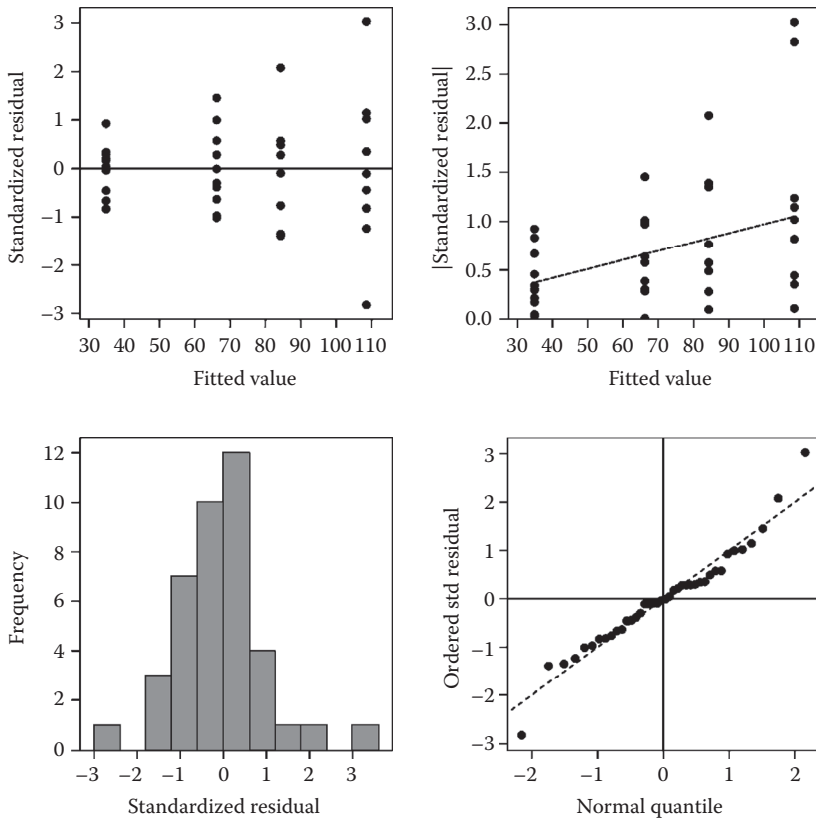 Standardized residual
3
2
1
0
−1
−2
−3
30 40 50 60 70 80 90 100 110
Fitted value
|Standardized residual|
3.0
2.5
2.0
1.5
1.0
0.5
0.0
30 40 50 60 70 80 90 100 110
Fitted value
Frequency
12
10
8
6
4
2
0
−3 −2 −1 0 1 2 3
Standardized residual
Ordered std residual
3
2
1
0
−1
−2
−3
−2 −1 0 1 2
Normal quantile